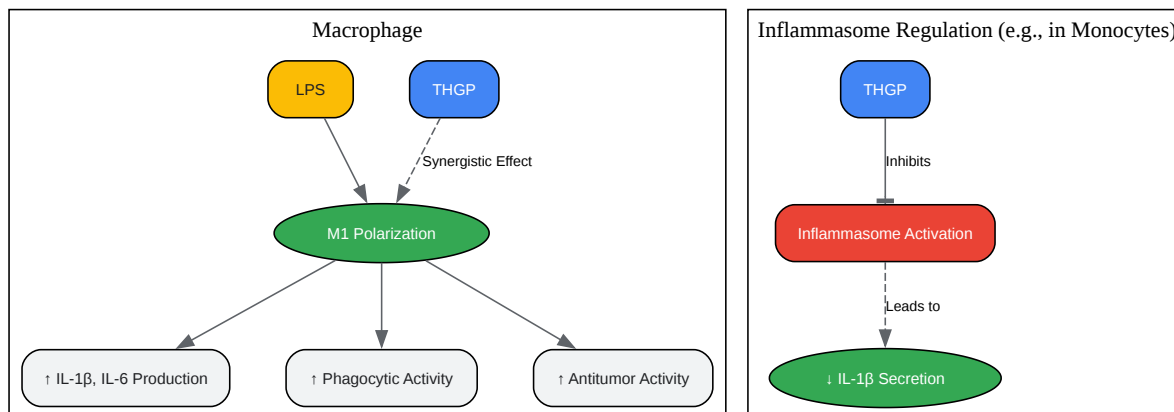 Macrophage
LPS
THGP
Synergistic Effect
M1 Polarization
↑ IL-1β, IL-6 Production
↑ Phagocytic Activity
↑ Antitumor Activity
Inflammasome Regulation (e.g., in Monocytes)
THGP
Inhibits
Inflammasome Activation
Leads to
↓ IL-1β Secretion